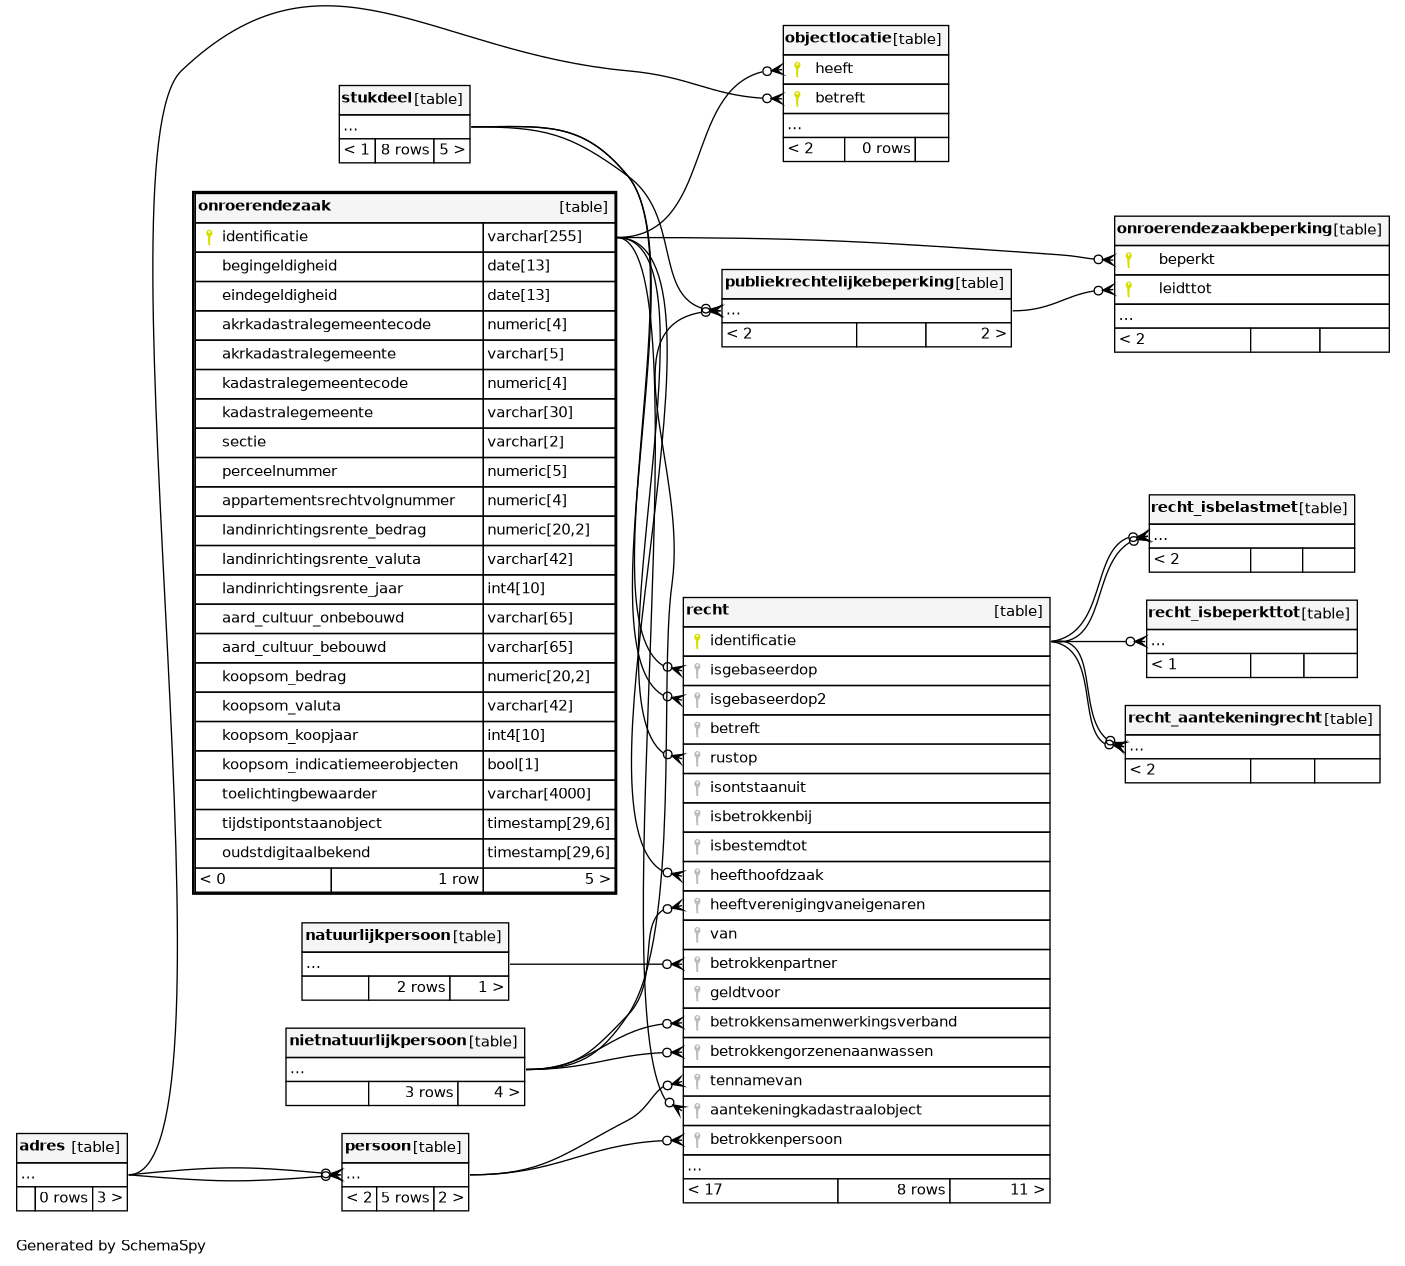 objectlocatie [table]
heeft
betreft
...
< 2 0 rows
stukdeel [table]
...
< 1 8 rows 5 >
onroerendezaak [table]
identificatie varchar[255]
begingeldigheid date[13]
eindegeldigheid date[13]
akrkadastralegemeentecode numeric[4]
akrkadastralegemeente varchar[5]
kadastralegemeentecode numeric[4]
kadastralegemeente varchar[30]
sectie varchar[2]
perceelnummer numeric[5]
appartementsrechtvolgnummer numeric[4]
landinrichtingsrente_bedrag numeric[20,2]
landinrichtingsrente_valuta varchar[42]
landinrichtingsrente_jaar int4[10]
aard_cultuur_onbebouwd varchar[65]
aard_cultuur_bebouwd varchar[65]
koopsom_bedrag numeric[20,2]
koopsom_valuta varchar[42]
koopsom_koopjaar int4[10]
koopsom_indicatiemeerobjecten bool[1]
toelichtingbewaarder varchar[4000]
tijdstipontstaanobject timestamp[29,6]
oudstdigitaalbekend timestamp[29,6]
< 0 1 row 5 >
onroerendezaakbeperking [table]
beperkt
leidttot
...
< 2
publiekrechtelijkebeperking [table]
...
< 2 2 >
recht_isbelastmet [table]
...
< 2
recht_isbeperkttot [table]
...
< 1
recht_aantekeningrecht [table]
...
< 2
recht [table]
identificatie
isgebaseerdop
isgebaseerdop2
betreft
rustop
isontstaanuit
isbetrokkenbij
isbestemdtot
heefthoofdzaak
heeftverenigingvaneigenaren
van
betrokkenpartner
geldtvoor
betrokkensamenwerkingsverband
betrokkengorzenenaanwassen
tennamevan
aantekeningkadastraalobject
betrokkenpersoon
...
< 17 8 rows 11 >
natuurlijkpersoon [table]
...
2 rows 1 >
nietnatuurlijkpersoon [table]
...
3 rows 4 >
adres [table]
...
0 rows 3 >
persoon [table]
...
< 2 5 rows 2 >
Generated by SchemaSpy